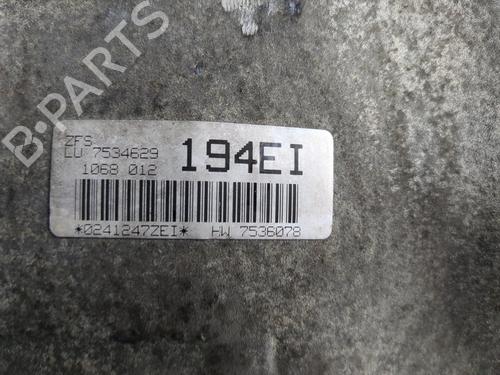 B-PARTS
ZFS
LU 7534629
1068 012
194EI
*0241247ZEI* HW 7536078